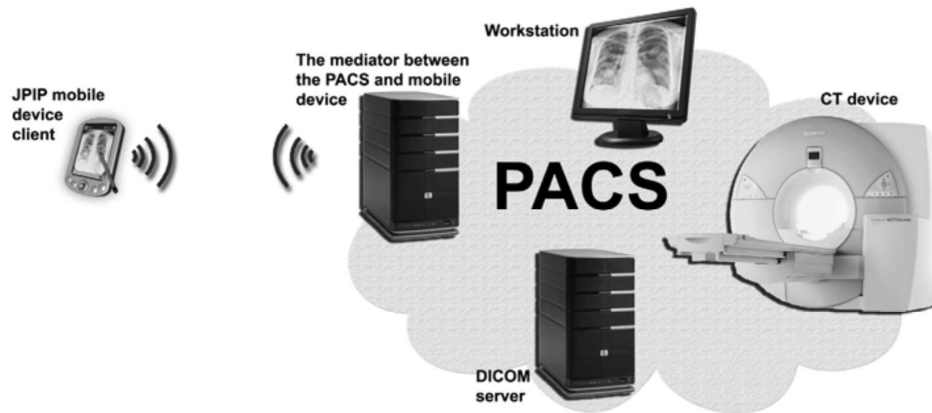 Workstation
The mediator between
the PACS and mobile
device
JPIP mobile
device
client
CT device
PACS
DICOM
server